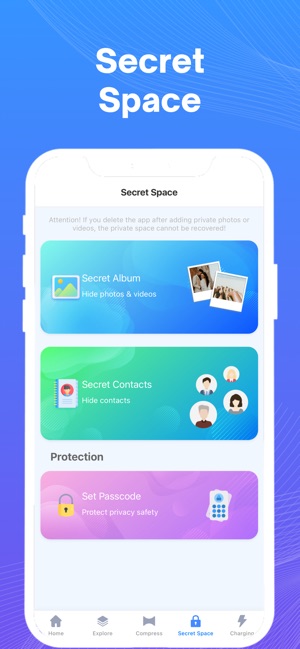 Secret
Space
Secret Space
Attention! If you delete the app after adding private photos or
videos, the private space cannot be recovered!
Secret Album
Hide photos & videos
Secret Contacts
Hide contacts
Protection
Set Passcode
Protect privacy safety
Home
Explore
Compress
Secret Space
Charging